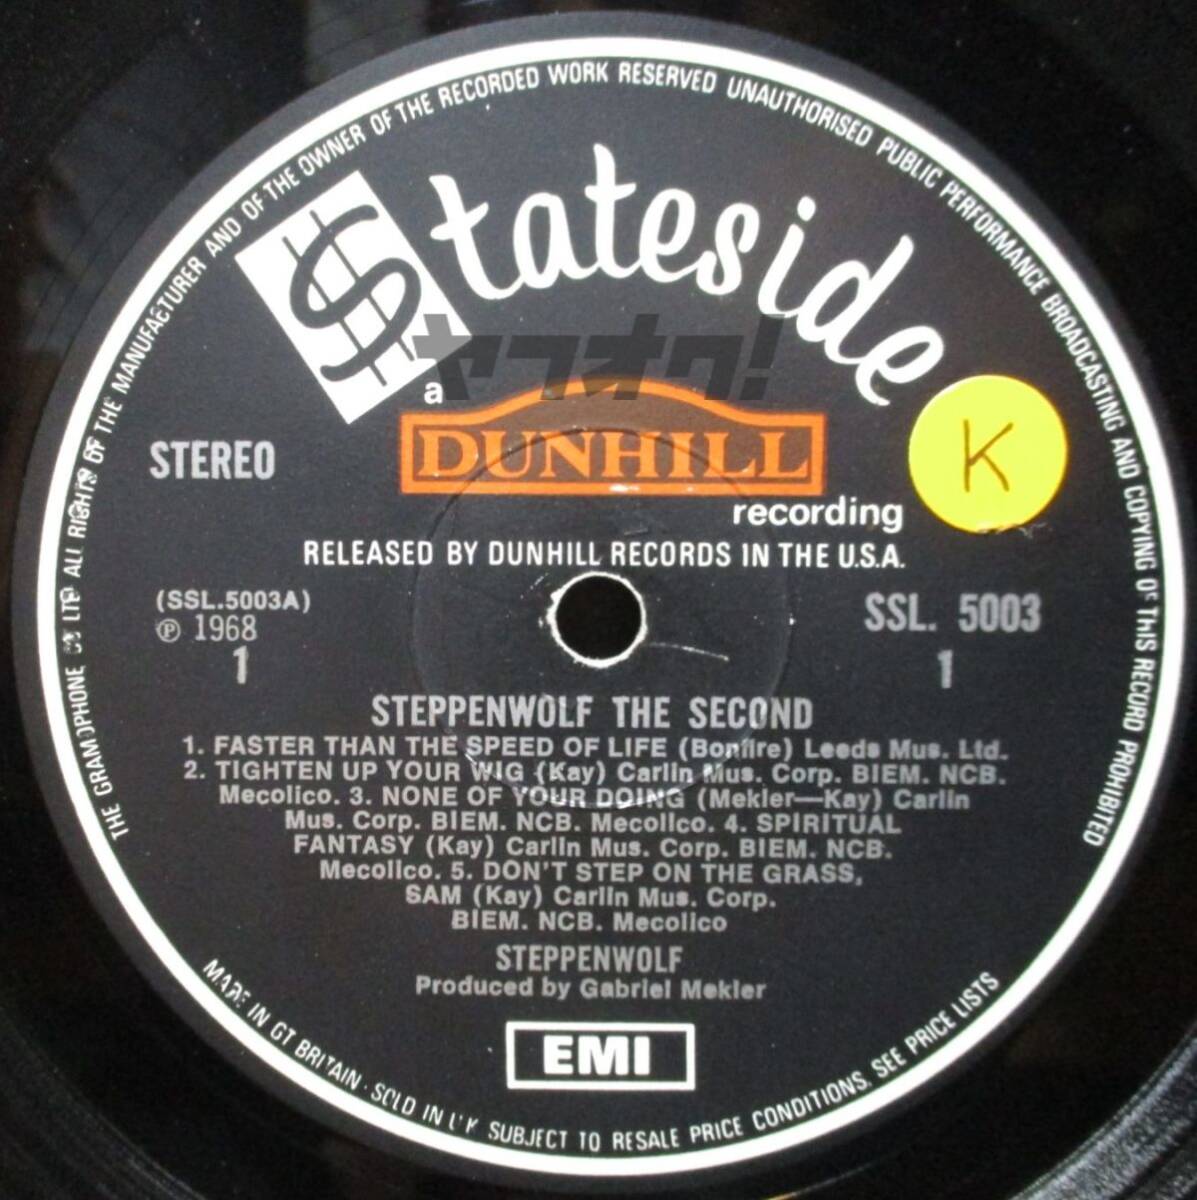 THE GRAMOPHONE CO LTD ALL RIGHTS OF THE MANUFACTURER AND OF THE OWNER OF THE RECORDED WORK RESERVED UNAUTHORISED PUBLIC PERFORMANCE BROADCASTING AND COPYING OF THIS RECORD PROHIBITED
$tateside
ヤフオク!
a
DUNHILL
K
STEREO
recording
RELEASED BY DUNHILL RECORDS IN THE U.S.A.
(SSL.5003A)
SSL. 5003
℗ 1968
1
1
STEPPENWOLF THE SECOND
1. FASTER THAN THE SPEED OF LIFE (Bonfire) Leeds Mus. Ltd.
2. TIGHTEN UP YOUR WIG (Kay) Carlin Mus. Corp. BIEM. NCB.
Mecolico. 3. NONE OF YOUR DOING (Mekler—Kay) Carlin
Mus. Corp. BIEM. NCB. Mecolico. 4. SPIRITUAL
FANTASY (Kay) Carlin Mus. Corp. BIEM. NCB.
Mecolico. 5. DON'T STEP ON THE GRASS,
SAM (Kay) Carlin Mus. Corp.
BIEM. NCB. Mecolico
STEPPENWOLF
Produced by Gabriel Mekler
EMI
MADE IN GT BRITAIN · SOLD IN U.K SUBJECT TO RESALE PRICE CONDITIONS. SEE PRICE LISTS